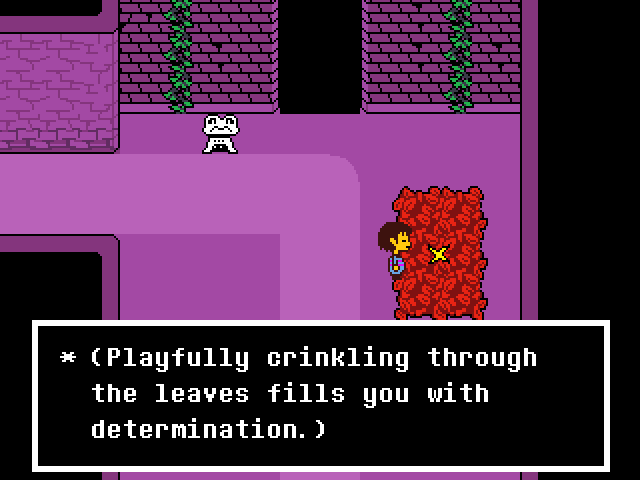 * (Playfully crinkling through
the leaves fills you with
determination.)